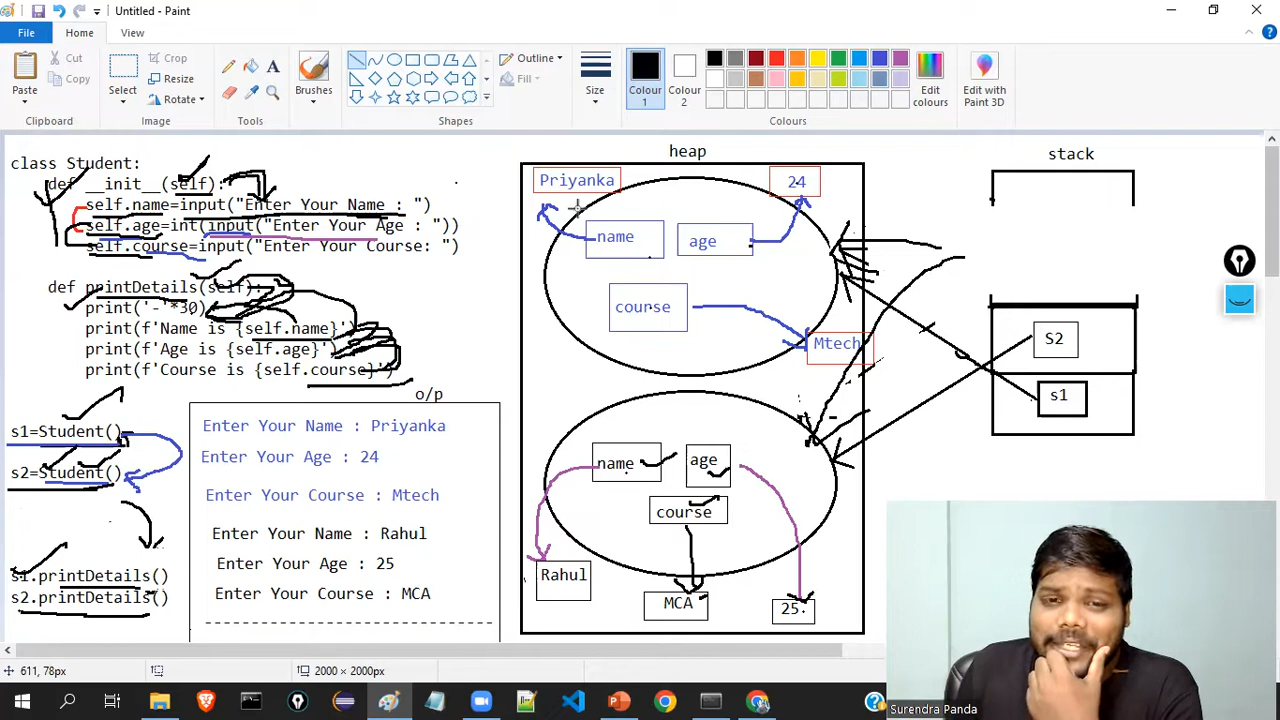 Untitled - Paint
File
Home
View
Paste
Cut
Copy
Clipboard
Select
Crop
Resize
Rotate
Image
Tools
Brushes
Outline
Fill
Shapes
Size
Colour 1
Colour 2
Edit colours
Colours
Edit with Paint 3D
class Student:
def __init__(self):
self.name=input("Enter Your Name : ")
self.age=int(input("Enter Your Age : "))
self.course=input("Enter Your Course: ")
def printDetails(self):
print('-'*30)
print(f'Name is {self.name}')
print(f'Age is {self.age}')
print(f'Course is {self.course}')
s1=Student()
s2=Student()
s1.printDetails()
s2.printDetails()
o/p
Enter Your Name : Priyanka
Enter Your Age : 24
Enter Your Course : Mtech
Enter Your Name : Rahul
Enter Your Age : 25
Enter Your Course : MCA
------------------------------
heap
Priyanka
24
name
age
course
Mtech
name
age
course
Rahul
MCA
25
stack
S2
s1
611, 78px
2000 × 2000px
Surendra Panda